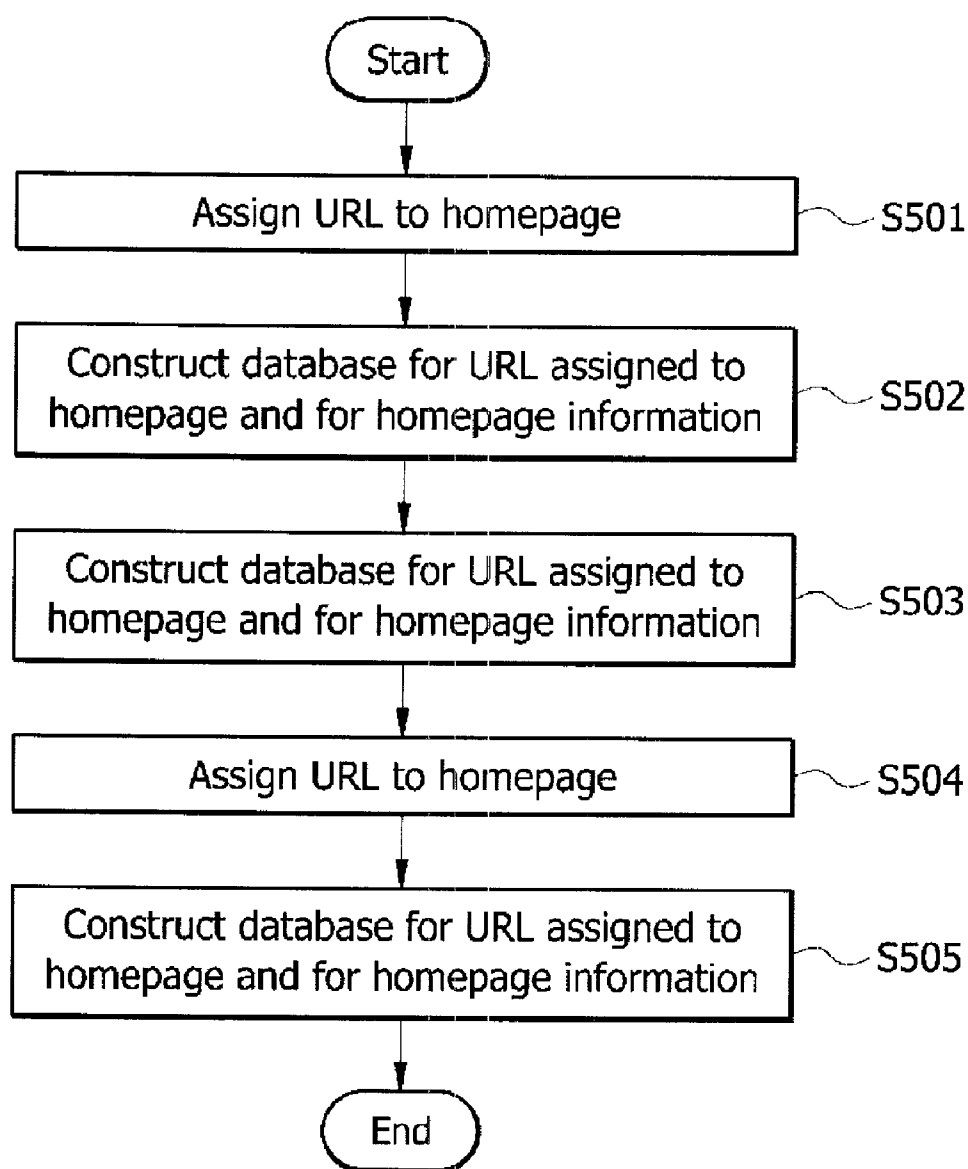 Start
Assign URL to homepage
S501
Construct database for URL assigned to
homepage and for homepage information
S502
Construct database for URL assigned to
homepage and for homepage information
S503
Assign URL to homepage
S504
Construct database for URL assigned to
homepage and for homepage information
S505
End